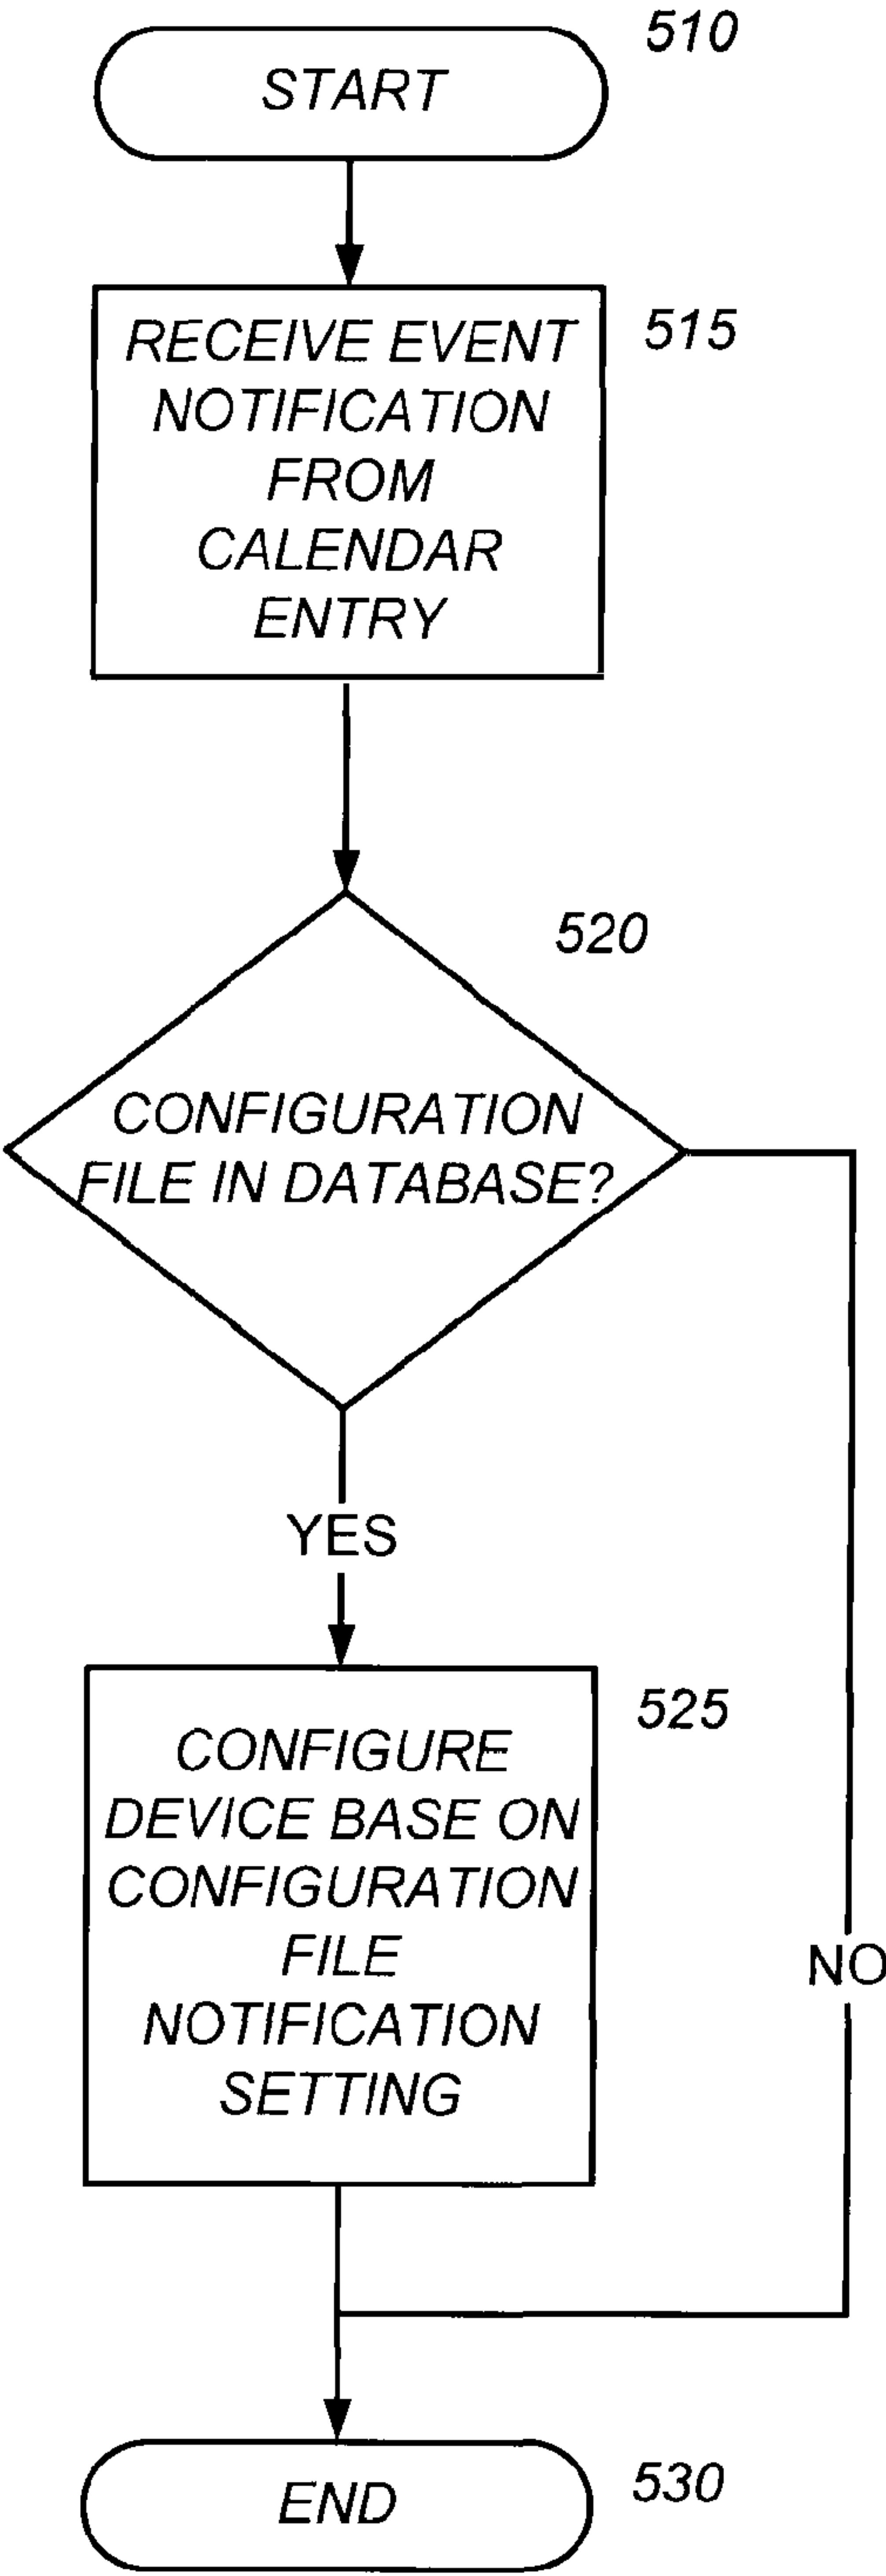 510
START
515
RECEIVE EVENT
NOTIFICATION
FROM
CALENDAR
ENTRY
520
CONFIGURATION
FILE IN DATABASE?
YES
525
CONFIGURE
DEVICE BASE ON
CONFIGURATION
FILE
NOTIFICATION
SETTING
NO
END
530